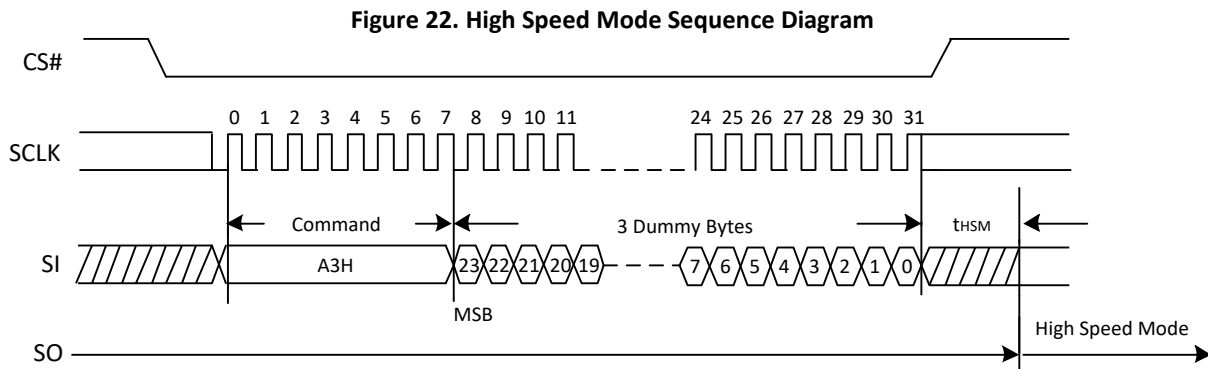 Figure 22. High Speed Mode Sequence Diagram
CS#
0 1 2 3 4 5 6 7 8 9 10 11 24 25 26 27 28 29 30 31
SCLK
Command 3 Dummy Bytes tHSM
SI A3H 23 22 21 20 19 7 6 5 4 3 2 1 0
MSB
High Speed Mode
SO